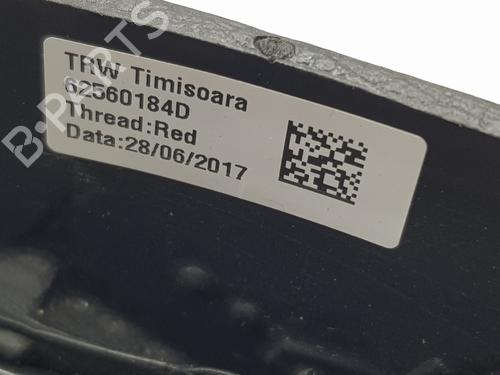 TRW Timisoara
62560184D
Thread:Red
Data:28/06/2017
B-PARTS